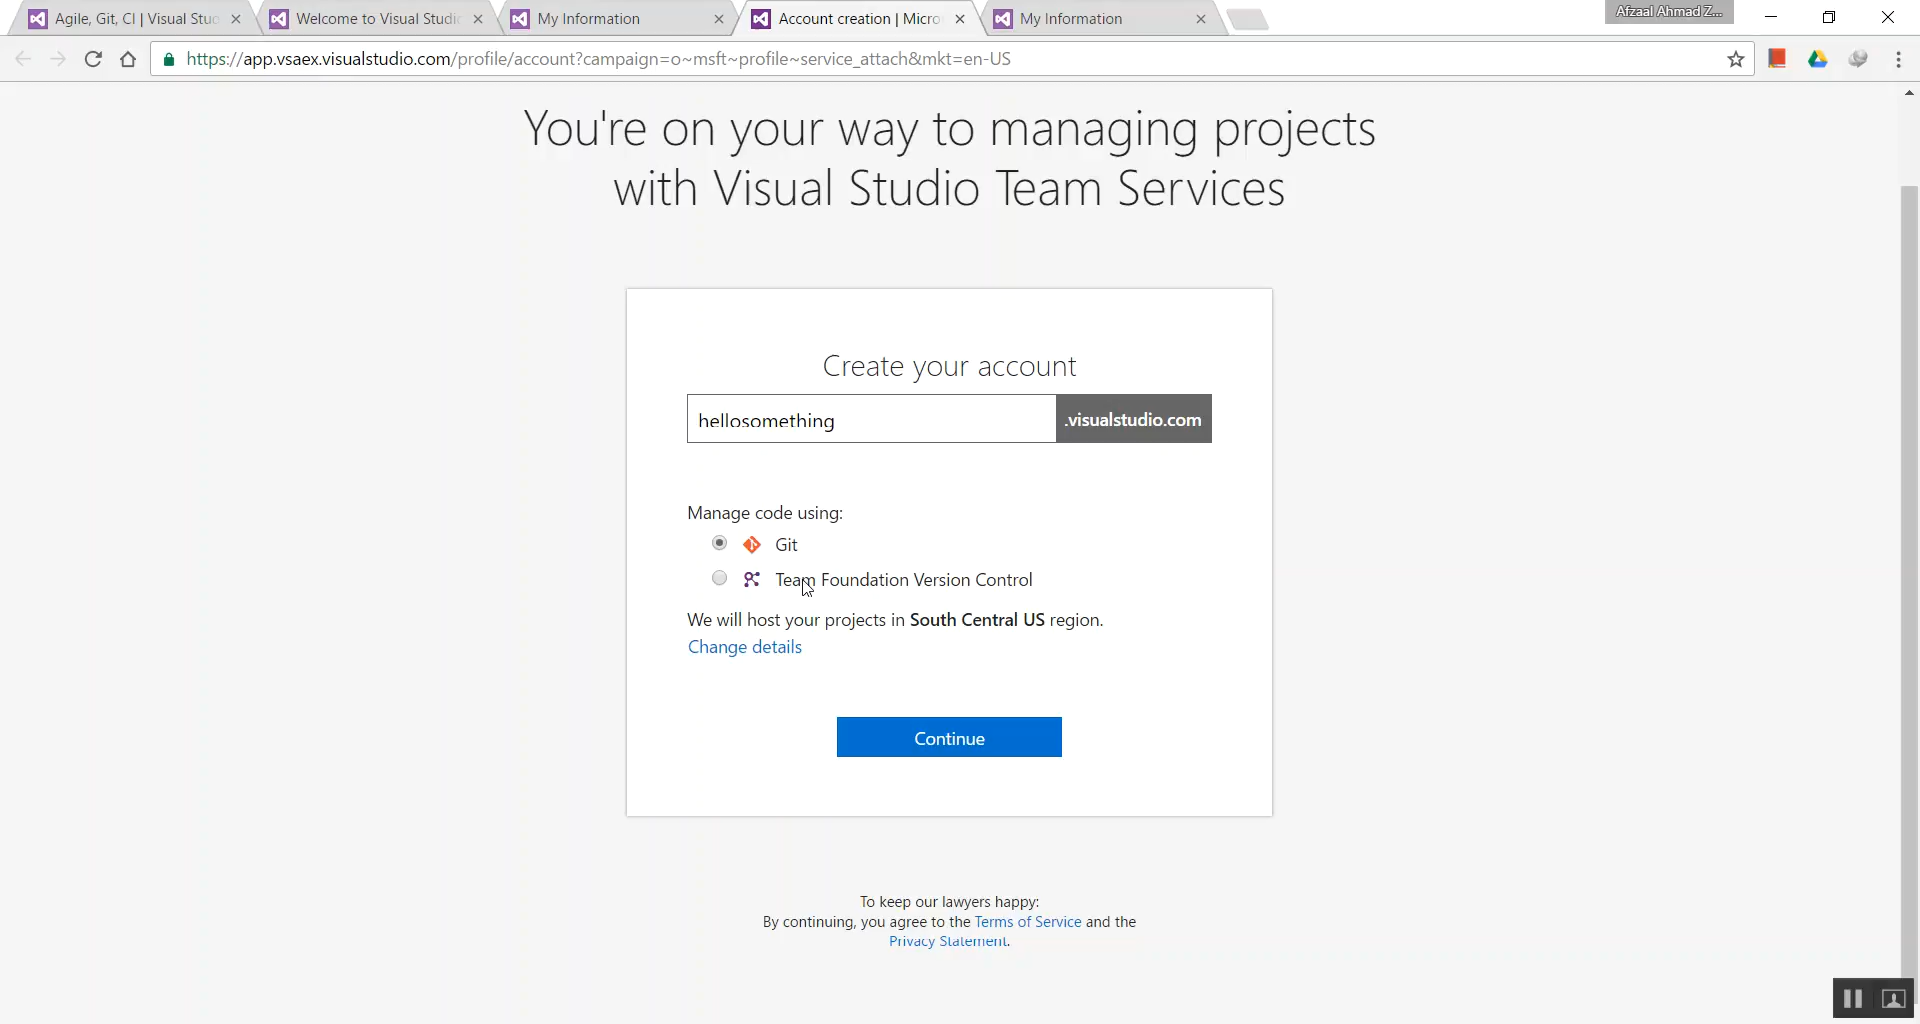 Agile, Git, CI | Visual Stu
Welcome to Visual Studi
My Information
Account creation | Micro
My Information
Afzaal Ahmad Z...
https://app.vsaex.visualstudio.com/profile/account?campaign=o~msft~profile~service_attach&mkt=en-US
You're on your way to managing projects
with Visual Studio Team Services
Create your account
hellosomething
.visualstudio.com
Manage code using:
Git
Team Foundation Version Control
We will host your projects in South Central US region.
Change details
Continue
To keep our lawyers happy:
By continuing, you agree to the Terms of Service and the
Privacy Statement.